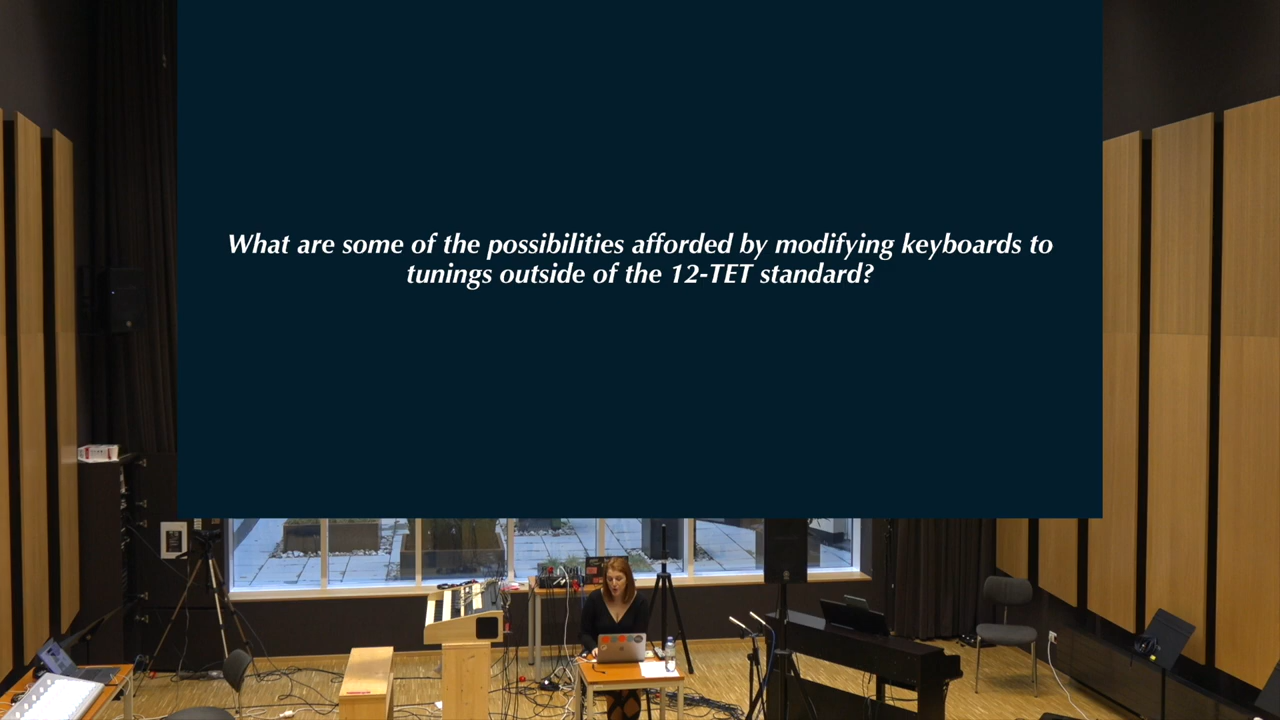 What are some of the possibilities afforded by modifying keyboards to
tunings outside of the 12-TET standard?